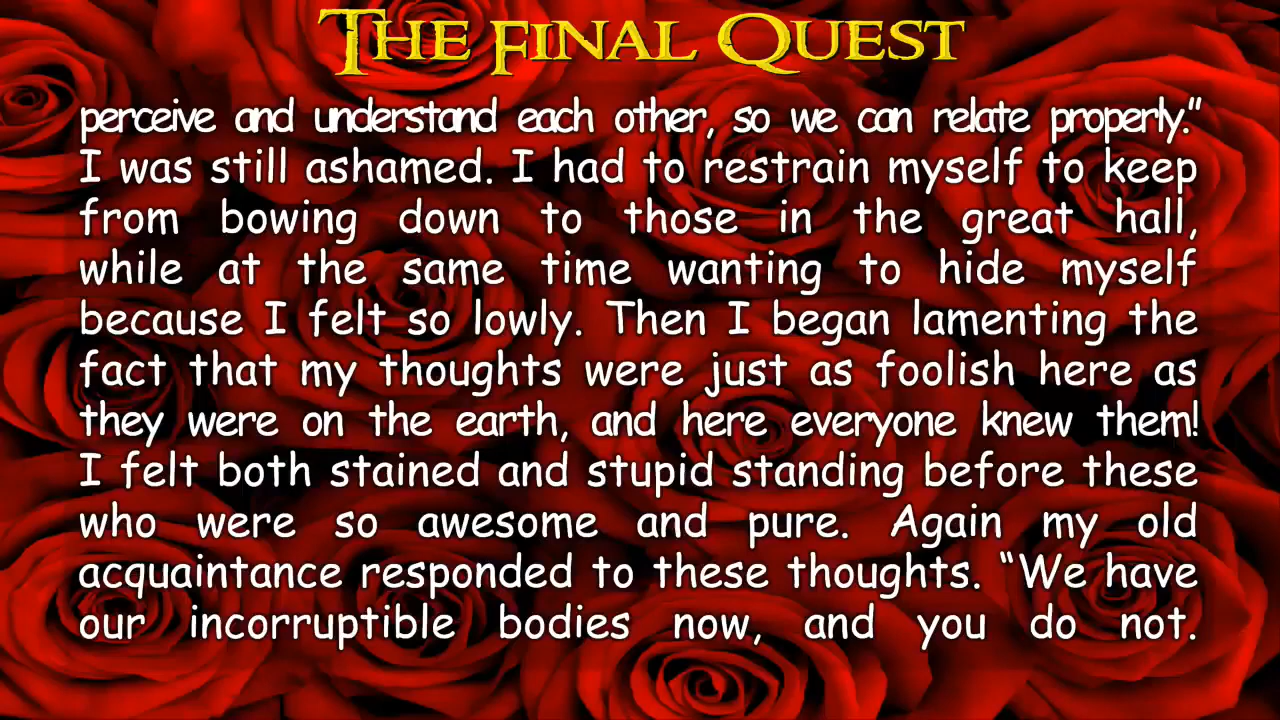 THE FINAL QUEST
perceive and understand each other, so we can relate properly."
I was still ashamed. I had to restrain myself to keep
from bowing down to those in the great hall,
while at the same time wanting to hide myself
because I felt so lowly. Then I began lamenting the
fact that my thoughts were just as foolish here as
they were on the earth, and here everyone knew them!
I felt both stained and stupid standing before these
who were so awesome and pure. Again my old
acquaintance responded to these thoughts. “We have
our incorruptible bodies now, and you do not.